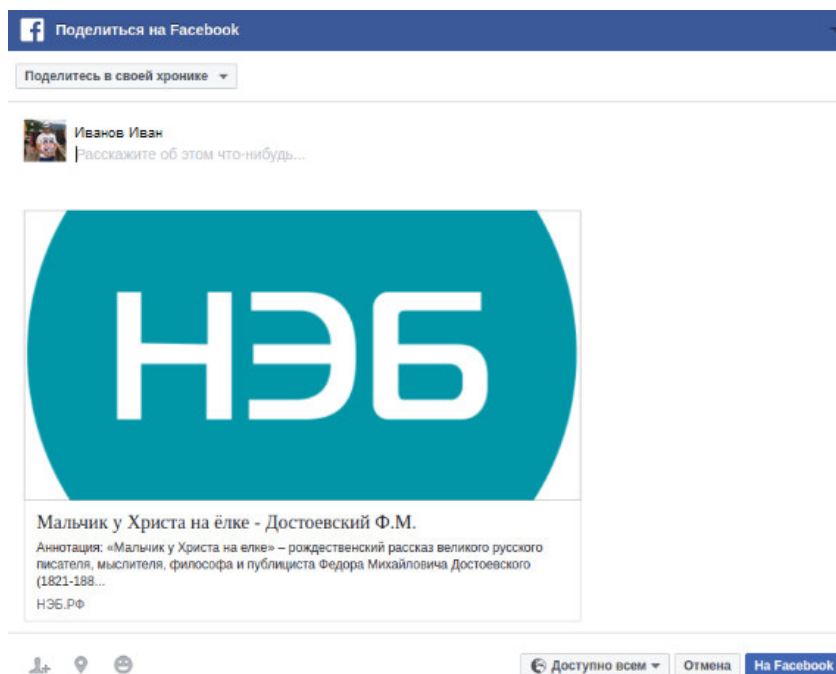 Поделиться на Facebook
Поделитесь в своей хронике
Иванов Иван
Расскажите об этом что-нибудь...
НЭБ
Мальчик у Христа на ёлке - Достоевский Ф.М.
Аннотация: «Мальчик у Христа на елке» – рождественский рассказ великого русского
писателя, мыслителя, философа и публициста Федора Михайловича Достоевского
(1821-188...
НЭБ.РФ
Доступно всем Отмена На Facebook